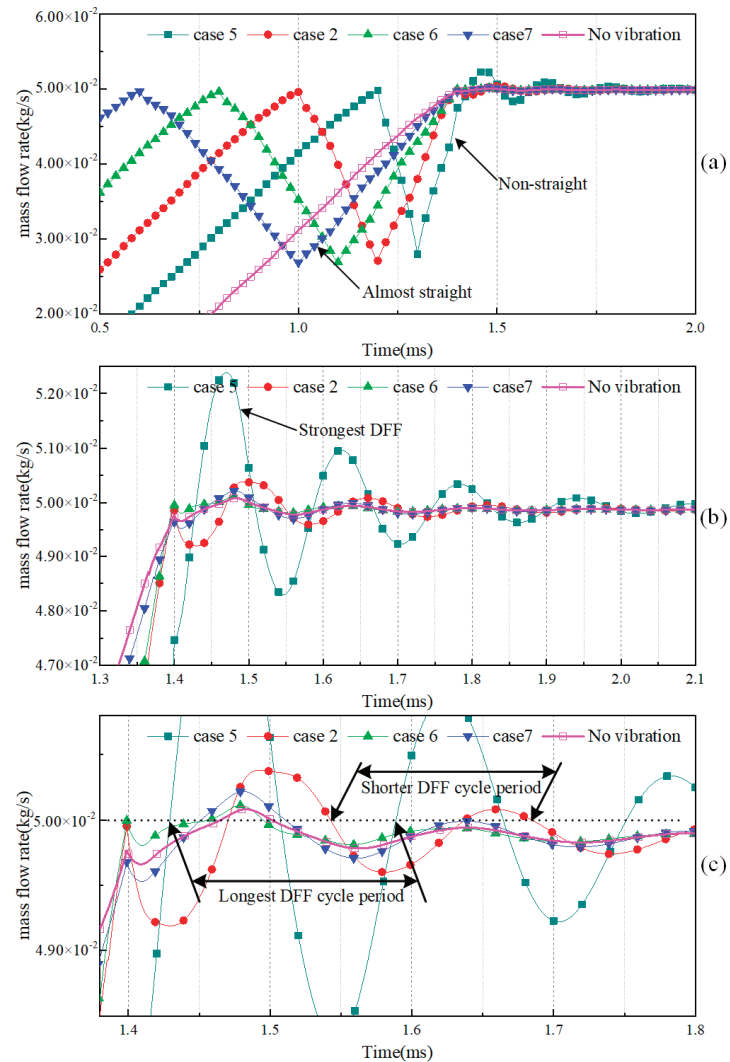 case 5 case 2 case 6 case7 No vibration
6.00×10⁻²
5.00×10⁻²
4.00×10⁻²
3.00×10⁻²
2.00×10⁻²
mass flow rate(kg/s)
Non-straight
Almost straight
(a)
0.5 1.0 1.5 2.0
Time(ms)
case 5 case 2 case 6 case7 No vibration
5.20×10⁻²
5.10×10⁻²
5.00×10⁻²
4.90×10⁻²
4.80×10⁻²
4.70×10⁻²
mass flow rate(kg/s)
Strongest DFF
(b)
1.3 1.4 1.5 1.6 1.7 1.8 1.9 2.0 2.1
Time(ms)
case 5 case 2 case 6 case7 No vibration
5.00×10⁻²
4.90×10⁻²
mass flow rate(kg/s)
Shorter DFF cycle period
Longest DFF cycle period
(c)
1.4 1.5 1.6 1.7 1.8
Time(ms)